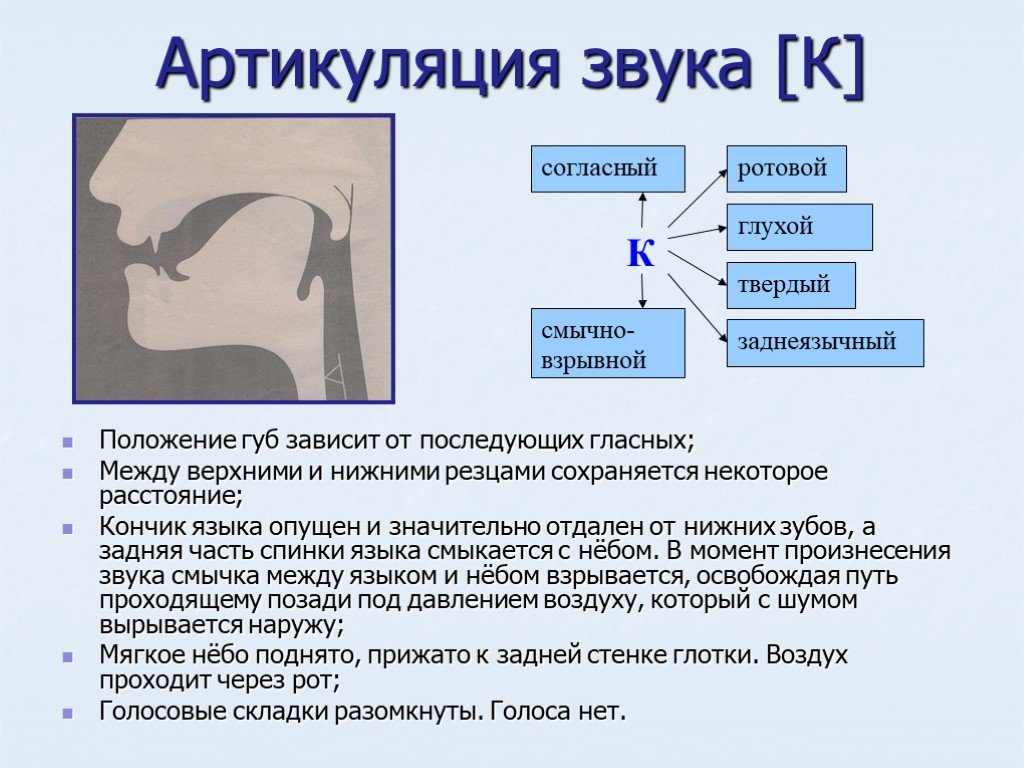 Артикуляция звука [К]
согласный
ротовой
глухой
К
твердый
смычно-
взрывной
заднеязычный
Положение губ зависит от последующих гласных;
Между верхними и нижними резцами сохраняется некоторое
расстояние;
Кончик языка опущен и значительно отдален от нижних зубов, а
задняя часть спинки языка смыкается с нёбом. В момент произнесения
звука смычка между языком и нёбом взрывается, освобождая путь
проходящему позади под давлением воздуху, который с шумом
вырывается наружу;
Мягкое нёбо поднято, прижато к задней стенке глотки. Воздух
проходит через рот;
Голосовые складки разомкнуты. Голоса нет.